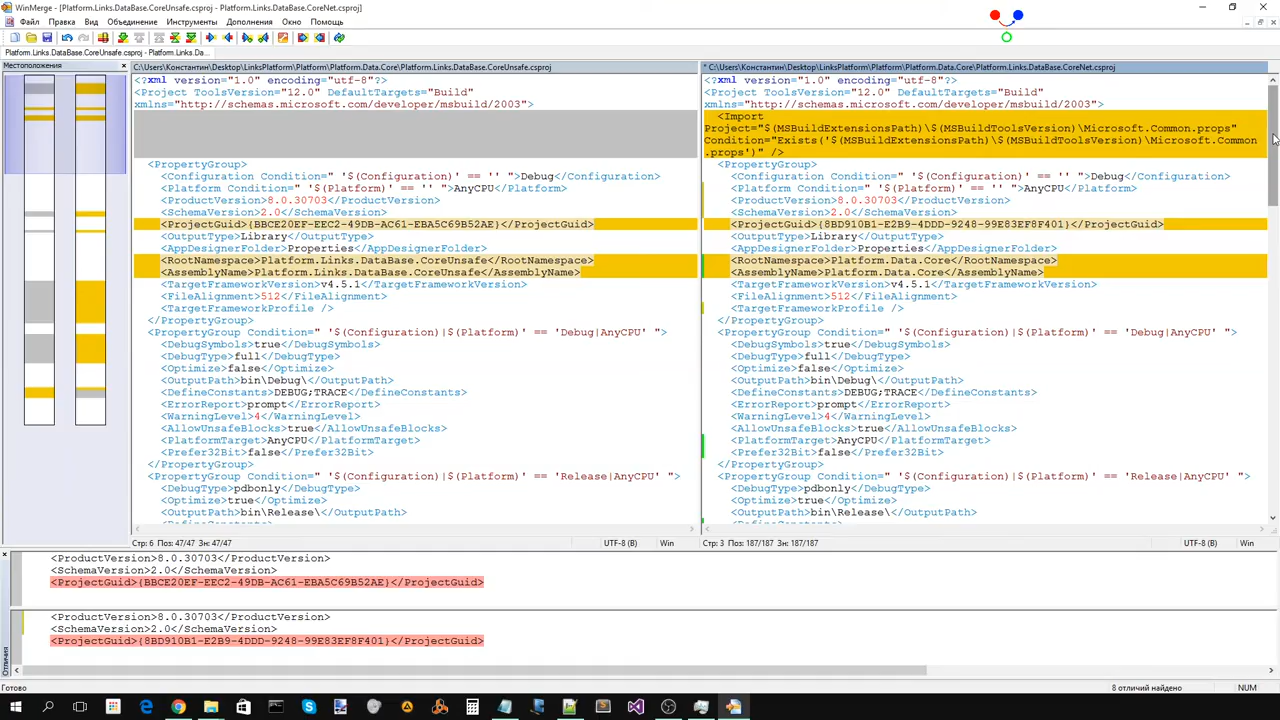 WinMerge - [Platform.Links.DataBase.CoreUnsafe.csproj - Platform.Links.DataBase.CoreNet.csproj]
Файл Правка Вид Объединение Инструменты Дополнения Окно Помощь
Platform.Links.DataBase.CoreUnsafe.csproj - Platform.Links.Da...
Местоположения
C:\Users\Константин\Desktop\LinksPlatform\Platform.Data.Core\Platform.Links.DataBase.CoreUnsafe.csproj
<?xml version="1.0" encoding="utf-8"?>
<Project ToolsVersion="12.0" DefaultTargets="Build"
xmlns="http://schemas.microsoft.com/developer/msbuild/2003">
<PropertyGroup>
<Configuration Condition=" '$(Configuration)' == '' ">Debug</Configuration>
<Platform Condition=" '$(Platform)' == '' ">AnyCPU</Platform>
<ProductVersion>8.0.30703</ProductVersion>
<SchemaVersion>2.0</SchemaVersion>
<ProjectGuid>{BBCE20EF-EEC2-49DB-AC61-EBA5C69B52AE}</ProjectGuid>
<OutputType>Library</OutputType>
<AppDesignerFolder>Properties</AppDesignerFolder>
<RootNamespace>Platform.Links.DataBase.CoreUnsafe</RootNamespace>
<AssemblyName>Platform.Links.DataBase.CoreUnsafe</AssemblyName>
<TargetFrameworkVersion>v4.5.1</TargetFrameworkVersion>
<FileAlignment>512</FileAlignment>
<TargetFrameworkProfile />
</PropertyGroup>
<PropertyGroup Condition=" '$(Configuration)|$(Platform)' == 'Debug|AnyCPU' ">
<DebugSymbols>true</DebugSymbols>
<DebugType>full</DebugType>
<Optimize>false</Optimize>
<OutputPath>bin\Debug\</OutputPath>
<DefineConstants>DEBUG;TRACE</DefineConstants>
<ErrorReport>prompt</ErrorReport>
<WarningLevel>4</WarningLevel>
<AllowUnsafeBlocks>true</AllowUnsafeBlocks>
<PlatformTarget>AnyCPU</PlatformTarget>
<Prefer32Bit>false</Prefer32Bit>
</PropertyGroup>
<PropertyGroup Condition=" '$(Configuration)|$(Platform)' == 'Release|AnyCPU' ">
<DebugType>pdbonly</DebugType>
<Optimize>true</Optimize>
<OutputPath>bin\Release\</OutputPath>
Стр: 6 Поз: 47/47 Зн: 47/47 UTF-8 (B) Win
* C:\Users\Константин\Desktop\LinksPlatform\Platform.Data.Core\Platform.Links.DataBase.CoreNet.csproj
<?xml version="1.0" encoding="utf-8"?>
<Project ToolsVersion="12.0" DefaultTargets="Build"
xmlns="http://schemas.microsoft.com/developer/msbuild/2003">
<Import
Project="$(MSBuildExtensionsPath)\$(MSBuildToolsVersion)\Microsoft.Common.props"
Condition="Exists('$(MSBuildExtensionsPath)\$(MSBuildToolsVersion)\Microsoft.Common
.props')" />
<PropertyGroup>
<Configuration Condition=" '$(Configuration)' == '' ">Debug</Configuration>
<Platform Condition=" '$(Platform)' == '' ">AnyCPU</Platform>
<ProductVersion>8.0.30703</ProductVersion>
<SchemaVersion>2.0</SchemaVersion>
<ProjectGuid>{8BD910B1-E2B9-4DDD-9248-99E83EF8F401}</ProjectGuid>
<OutputType>Library</OutputType>
<AppDesignerFolder>Properties</AppDesignerFolder>
<RootNamespace>Platform.Data.Core</RootNamespace>
<AssemblyName>Platform.Data.Core</AssemblyName>
<TargetFrameworkVersion>v4.5.1</TargetFrameworkVersion>
<FileAlignment>512</FileAlignment>
<TargetFrameworkProfile />
</PropertyGroup>
<PropertyGroup Condition=" '$(Configuration)|$(Platform)' == 'Debug|AnyCPU' ">
<DebugSymbols>true</DebugSymbols>
<DebugType>full</DebugType>
<Optimize>false</Optimize>
<OutputPath>bin\Debug\</OutputPath>
<DefineConstants>DEBUG;TRACE</DefineConstants>
<ErrorReport>prompt</ErrorReport>
<WarningLevel>4</WarningLevel>
<AllowUnsafeBlocks>true</AllowUnsafeBlocks>
<PlatformTarget>AnyCPU</PlatformTarget>
<Prefer32Bit>false</Prefer32Bit>
</PropertyGroup>
<PropertyGroup Condition=" '$(Configuration)|$(Platform)' == 'Release|AnyCPU' ">
<DebugType>pdbonly</DebugType>
<Optimize>true</Optimize>
<OutputPath>bin\Release\</OutputPath>
Стр: 3 Поз: 187/187 Зн: 187/187 UTF-8 (B) Win
<ProductVersion>8.0.30703</ProductVersion>
<SchemaVersion>2.0</SchemaVersion>
<ProjectGuid>{BBCE20EF-EEC2-49DB-AC61-EBA5C69B52AE}</ProjectGuid>
<ProductVersion>8.0.30703</ProductVersion>
<SchemaVersion>2.0</SchemaVersion>
<ProjectGuid>{8BD910B1-E2B9-4DDD-9248-99E83EF8F401}</ProjectGuid>
Отличия
Готово 8 отличий найдено NUM